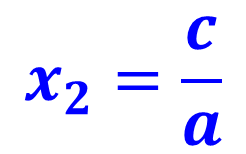 x₂ = c/a